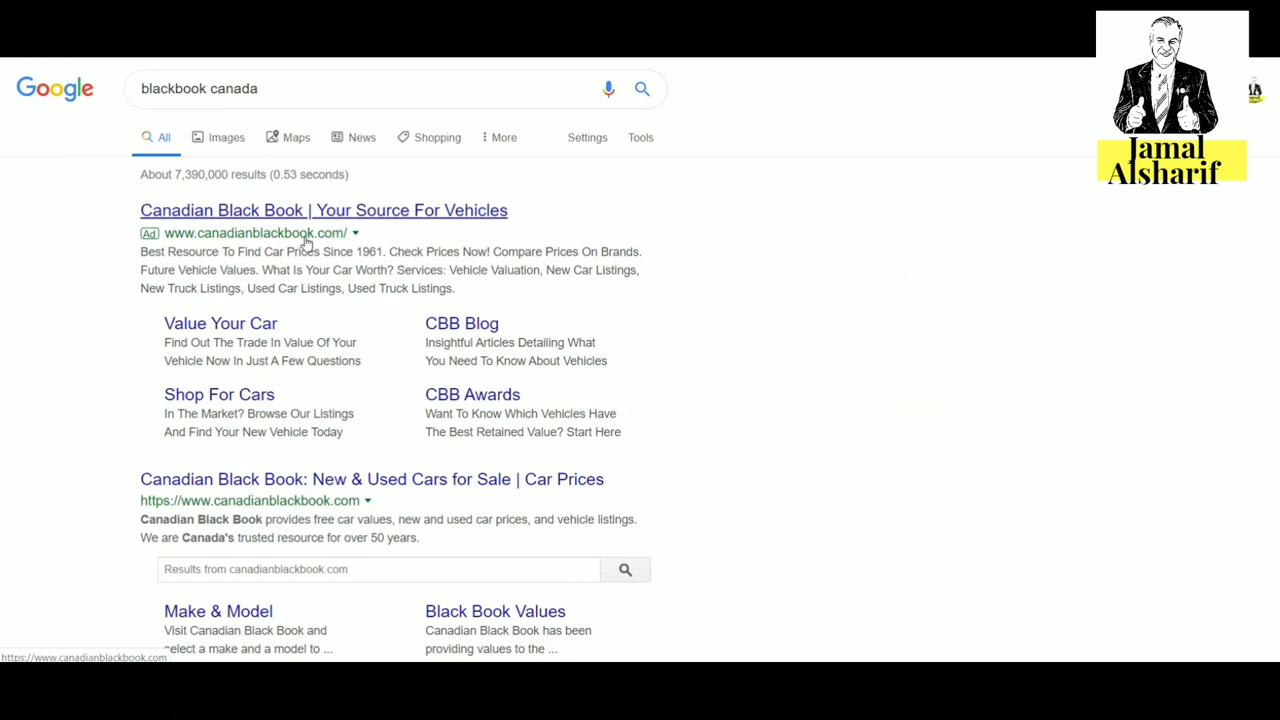 Jamal
Alsharif
Google
blackbook canada
All
Images
Maps
News
Shopping
More
Settings
Tools
About 7,390,000 results (0.53 seconds)
Canadian Black Book | Your Source For Vehicles
Ad www.canadianblackbook.com/
Best Resource To Find Car Prices Since 1961. Check Prices Now! Compare Prices On Brands.
Future Vehicle Values. What Is Your Car Worth? Services: Vehicle Valuation, New Car Listings,
New Truck Listings, Used Car Listings, Used Truck Listings.
Value Your Car
Find Out The Trade In Value Of Your
Vehicle Now In Just A Few Questions
CBB Blog
Insightful Articles Detailing What
You Need To Know About Vehicles
Shop For Cars
In The Market? Browse Our Listings
And Find Your New Vehicle Today
CBB Awards
Want To Know Which Vehicles Have
The Best Retained Value? Start Here
Canadian Black Book: New & Used Cars for Sale | Car Prices
https://www.canadianblackbook.com
Canadian Black Book provides free car values, new and used car prices, and vehicle listings.
We are Canada's trusted resource for over 50 years.
Results from canadianblackbook.com
Make & Model
Visit Canadian Black Book and
select a make and a model to ...
Black Book Values
Canadian Black Book has been
providing values to the ...
https://www.canadianblackbook.com